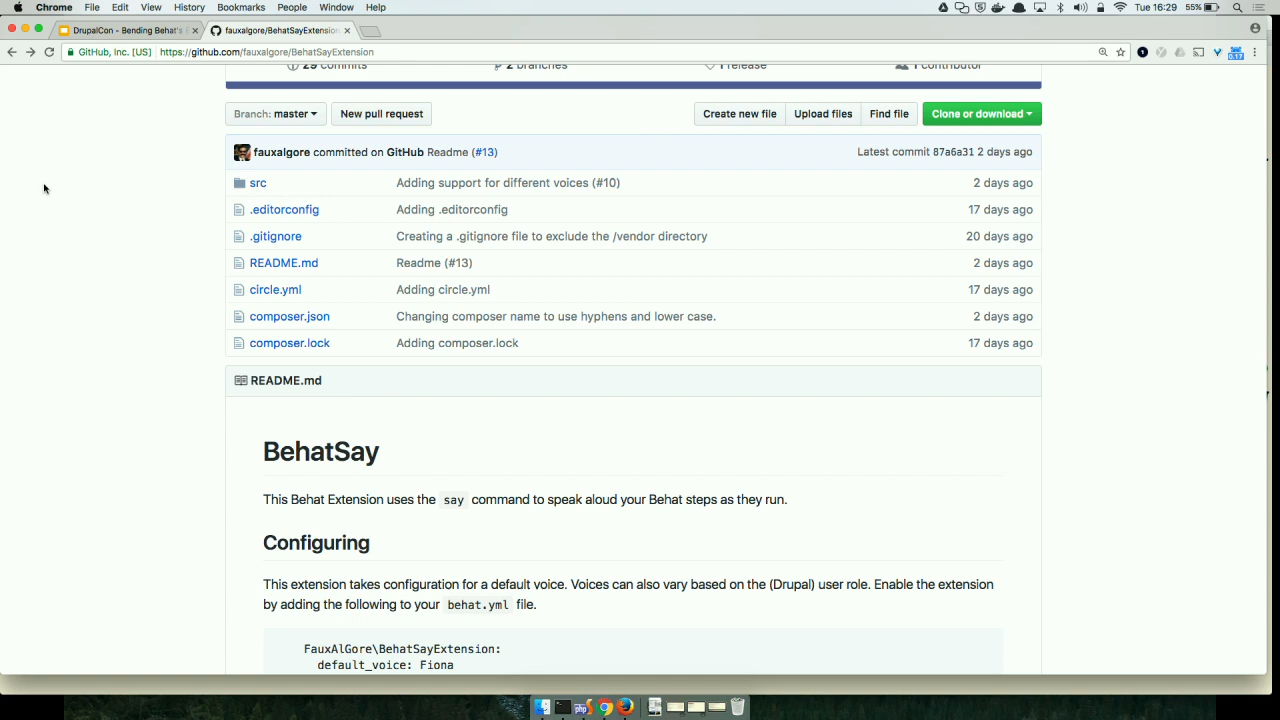 Chrome File Edit View History Bookmarks People Window Help Tue 16:29 55%
DrupalCon - Bending Behat's × fauxalgore/BehatSayExtension ×
GitHub, Inc. [US] https://github.com/fauxalgore/BehatSayExtension
29 commits 2 branches 1 release 1 contributor
Branch: master New pull request Create new file Upload files Find file Clone or download
fauxalgore committed on GitHub Readme (#13) Latest commit 87a6a31 2 days ago
src Adding support for different voices (#10) 2 days ago
.editorconfig Adding .editorconfig 17 days ago
.gitignore Creating a .gitignore file to exclude the /vendor directory 20 days ago
README.md Readme (#13) 2 days ago
circle.yml Adding circle.yml 17 days ago
composer.json Changing composer name to use hyphens and lower case. 2 days ago
composer.lock Adding composer.lock 17 days ago
README.md
BehatSay
This Behat Extension uses the say command to speak aloud your Behat steps as they run.
Configuring
This extension takes configuration for a default voice. Voices can also vary based on the (Drupal) user role. Enable the extension
by adding the following to your behat.yml file.
FauxAlGore\BehatSayExtension:
default_voice: Fiona
php